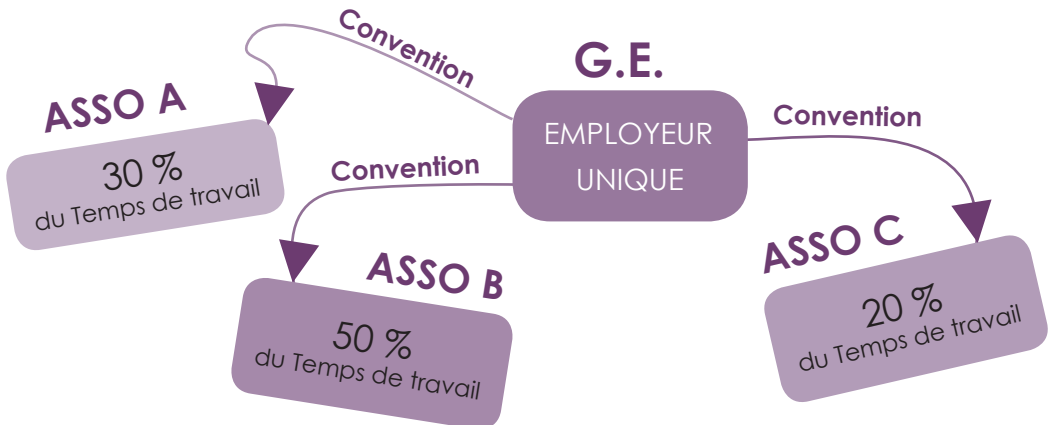 G.E.
EMPLOYEUR
UNIQUE
Convention
ASSO A
30 %
du Temps de travail
Convention
ASSO B
50 %
du Temps de travail
Convention
ASSO C
20 %
du Temps de travail